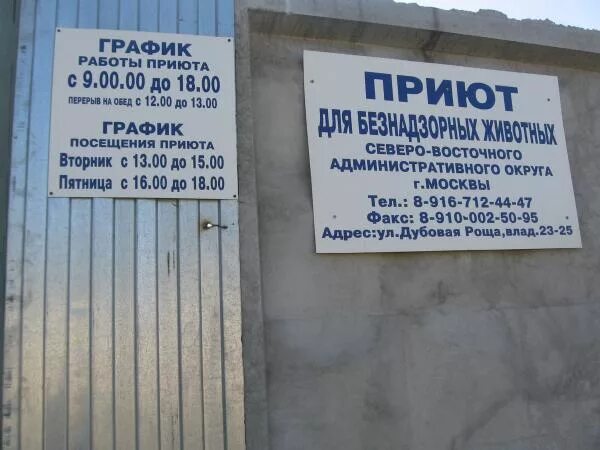 ГРАФИК
РАБОТЫ ПРИЮТА
с 9.00.00 до 18.00
ПЕРЕРЫВ НА ОБЕД с 12.00 до 13.00
ГРАФИК
ПОСЕЩЕНИЯ ПРИЮТА
Вторник с 13.00 до 15.00
Пятница с 16.00 до 18.00
ПРИЮТ
ДЛЯ БЕЗНАДЗОРНЫХ ЖИВОТНЫХ
СЕВЕРО-ВОСТОЧНОГО
АДМИНИСТРАТИВНОГО ОКРУГА
г.МОСКВЫ
Тел.: 8-916-712-44-47
Факс: 8-910-002-50-95
Адрес:ул.Дубовая Роща,влад.23-25